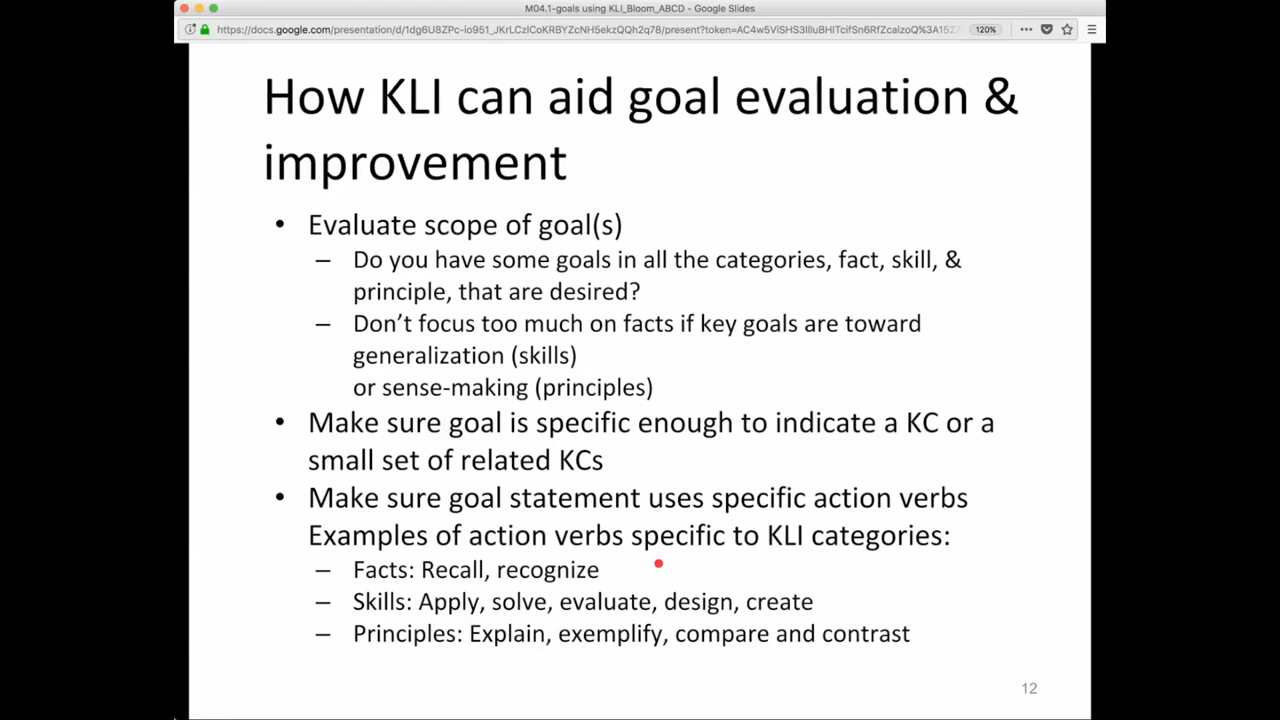 M04.1-goals using KLI_Bloom_ABCD - Google Slides
120%
How KLI can aid goal evaluation &
improvement
• Evaluate scope of goal(s)
– Do you have some goals in all the categories, fact, skill, &
principle, that are desired?
– Don’t focus too much on facts if key goals are toward
generalization (skills)
or sense-making (principles)
• Make sure goal is specific enough to indicate a KC or a
small set of related KCs
• Make sure goal statement uses specific action verbs
Examples of action verbs specific to KLI categories:
– Facts: Recall, recognize
– Skills: Apply, solve, evaluate, design, create
– Principles: Explain, exemplify, compare and contrast
12